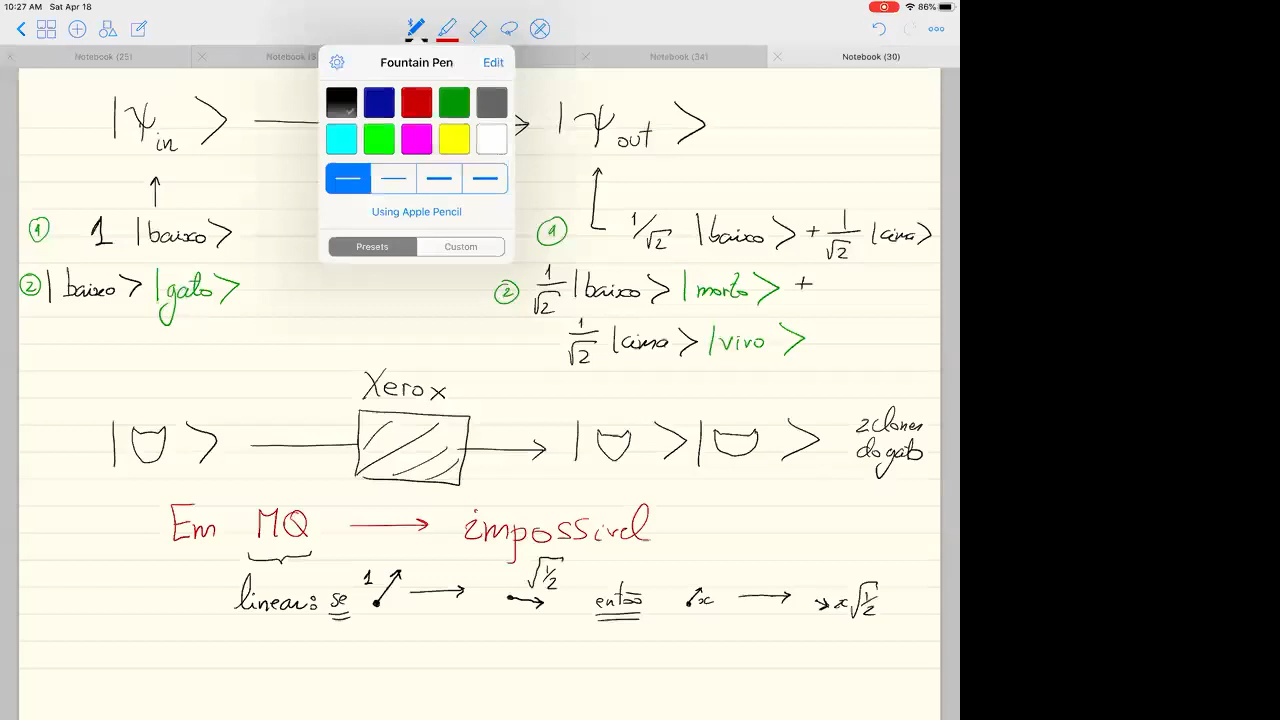 10:27 AM Sat Apr 18
86%
Notebook (25)
Notebook (3
Notebook (34)
Notebook (30)
Fountain Pen
Edit
Using Apple Pencil
Presets
Custom
|ψin> → |ψout>
① 1 |baixo>
① 1/√2 |baixo> + 1/√2 |cima>
② |baixo> |gato>
② 1/√2 |baixo> |morto> +
1/√2 |cima> |vivo>
Xerox
2 clones
do gato
Em MQ → impossivel
linear: se 1 → √1/2 então x → x√1/2